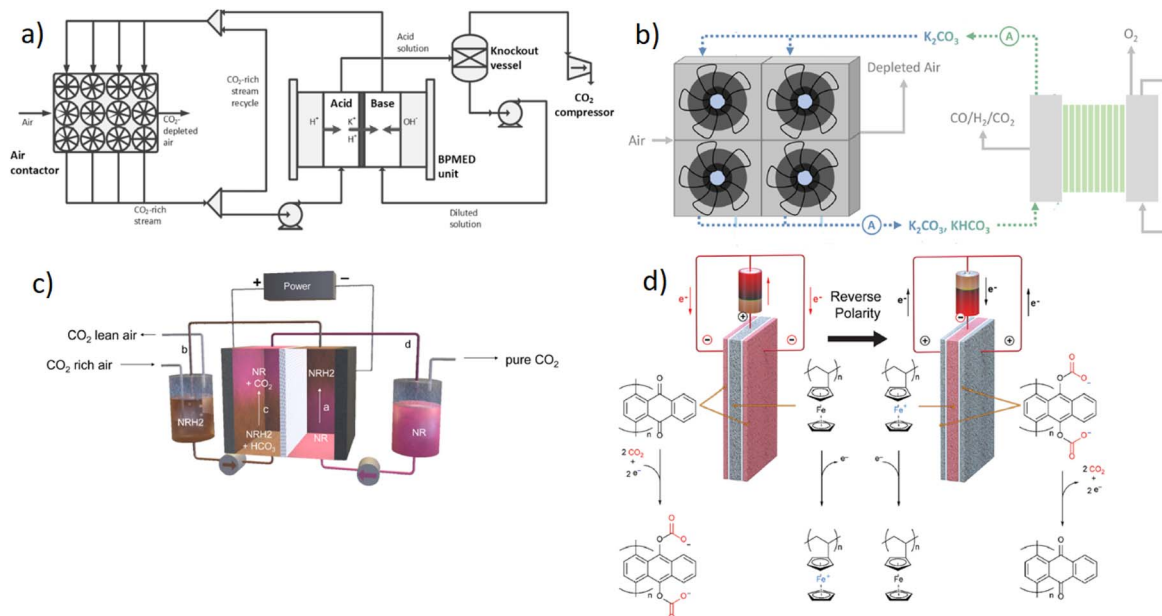 a)
Air
Air
contactor
CO₂-
depleted
air
CO₂-rich
stream
recycle
CO₂-rich
stream
Acid
solution
Acid
Base
H⁺
K⁺
H⁺
OH⁻
BPMED
unit
Diluted
solution
Knockout
vessel
CO₂
compressor
b)
K₂CO₃
A
O₂
Depleted Air
CO/H₂/CO₂
Air
A
K₂CO₃, KHCO₃
c)
+
Power
−
CO₂ lean air
CO₂ rich air
b
d
pure CO₂
NR
+ CO₂
NRH2
c
a
NRH2
NRH2
+ HCO₃
NR
NR
d)
e⁻
e⁻
+
−
−
Reverse
Polarity
e⁻
e⁻
e⁻
−
+
+
O
O
n
n
Fe
n
Fe⁺
O
O
O⁻
n
O
O
O⁻
2 CO₂
+
2 e⁻
e⁻
e⁻
2 CO₂
+
2 e⁻
O
O
O⁻
n
O
O
n
Fe⁺
n
Fe
O
n
O